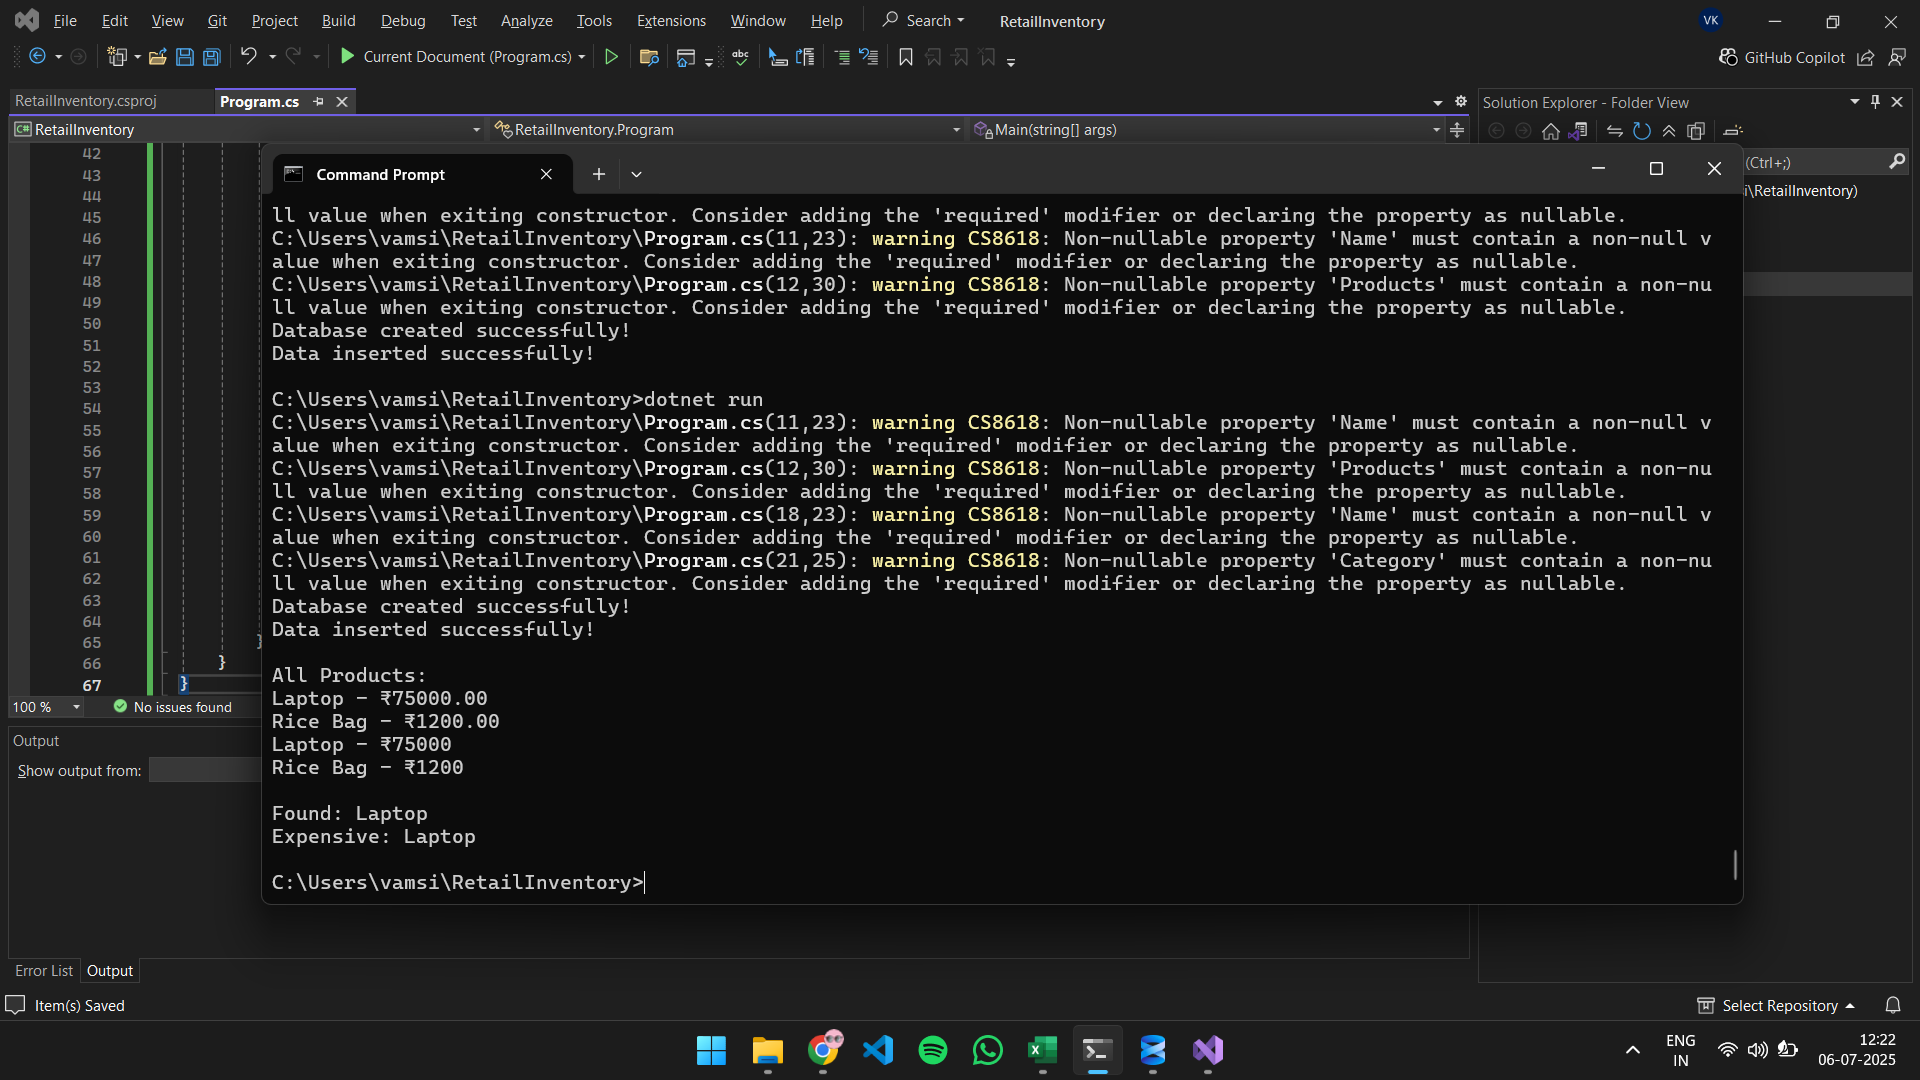 File Edit View Git Project Build Debug Test Analyze Tools Extensions Window Help Search RetailInventory VK
Current Document (Program.cs) abc GitHub Copilot
RetailInventory.csproj Program.cs Solution Explorer - Folder View
C# RetailInventory RetailInventory.Program Main(string[] args)
(Ctrl+;)
i\RetailInventory)
42
43
44
45
46
47
48
49
50
51
52
53
54
55
56
57
58
59
60
61
62
63
64
65 }
66 }
67 }
100 % No issues found
Command Prompt
ll value when exiting constructor. Consider adding the 'required' modifier or declaring the property as nullable.
C:\Users\vamsi\RetailInventory\Program.cs(11,23): warning CS8618: Non-nullable property 'Name' must contain a non-null v
alue when exiting constructor. Consider adding the 'required' modifier or declaring the property as nullable.
C:\Users\vamsi\RetailInventory\Program.cs(12,30): warning CS8618: Non-nullable property 'Products' must contain a non-nu
ll value when exiting constructor. Consider adding the 'required' modifier or declaring the property as nullable.
Database created successfully!
Data inserted successfully!
C:\Users\vamsi\RetailInventory>dotnet run
C:\Users\vamsi\RetailInventory\Program.cs(11,23): warning CS8618: Non-nullable property 'Name' must contain a non-null v
alue when exiting constructor. Consider adding the 'required' modifier or declaring the property as nullable.
C:\Users\vamsi\RetailInventory\Program.cs(12,30): warning CS8618: Non-nullable property 'Products' must contain a non-nu
ll value when exiting constructor. Consider adding the 'required' modifier or declaring the property as nullable.
C:\Users\vamsi\RetailInventory\Program.cs(18,23): warning CS8618: Non-nullable property 'Name' must contain a non-null v
alue when exiting constructor. Consider adding the 'required' modifier or declaring the property as nullable.
C:\Users\vamsi\RetailInventory\Program.cs(21,25): warning CS8618: Non-nullable property 'Category' must contain a non-nu
ll value when exiting constructor. Consider adding the 'required' modifier or declaring the property as nullable.
Database created successfully!
Data inserted successfully!
All Products:
Laptop - ₹75000.00
Rice Bag - ₹1200.00
Laptop - ₹75000
Rice Bag - ₹1200
Found: Laptop
Expensive: Laptop
C:\Users\vamsi\RetailInventory>
Output
Show output from:
Error List Output
Item(s) Saved Select Repository
ENG 12:22
IN 06-07-2025